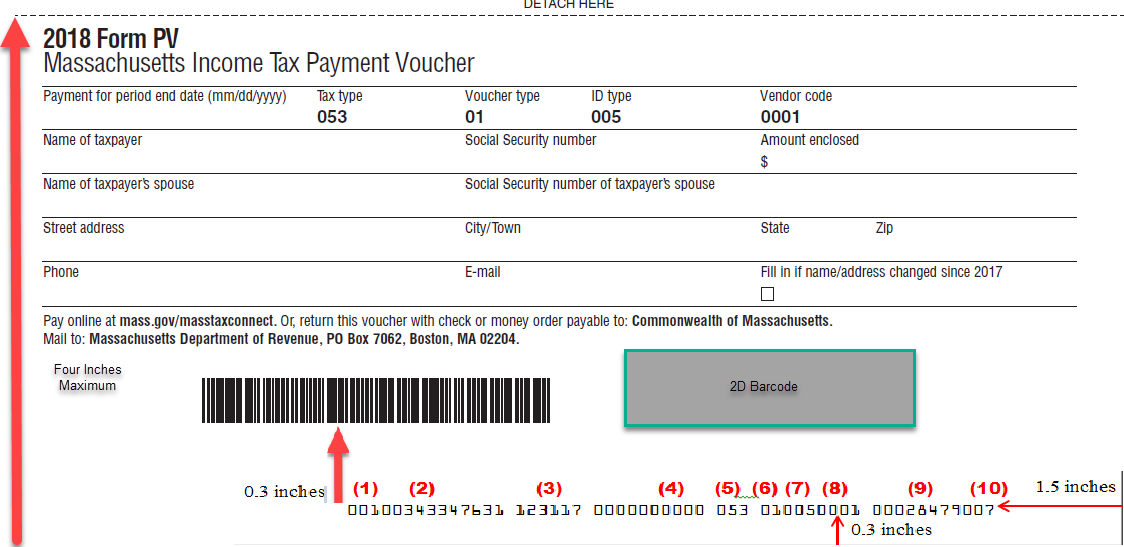 DETACH HERE
2018 Form PV
Massachusetts Income Tax Payment Voucher
Payment for period end date (mm/dd/yyyy) Tax type Voucher type ID type Vendor code
053 01 005 0001
Name of taxpayer Social Security number Amount enclosed
$
Name of taxpayer's spouse Social Security number of taxpayer's spouse
Street address City/Town State Zip
Phone E-mail Fill in if name/address changed since 2017
Pay online at mass.gov/masstaxconnect. Or, return this voucher with check or money order payable to: Commonwealth of Massachusetts.
Mail to: Massachusetts Department of Revenue, PO Box 7062, Boston, MA 02204.
Four Inches
Maximum
2D Barcode
0.3 inches (1) (2) (3) (4) (5) (6) (7) (8) (9) (10) 1.5 inches
00100343347631 123117 0000000000 053 010050001 00028479007
0.3 inches